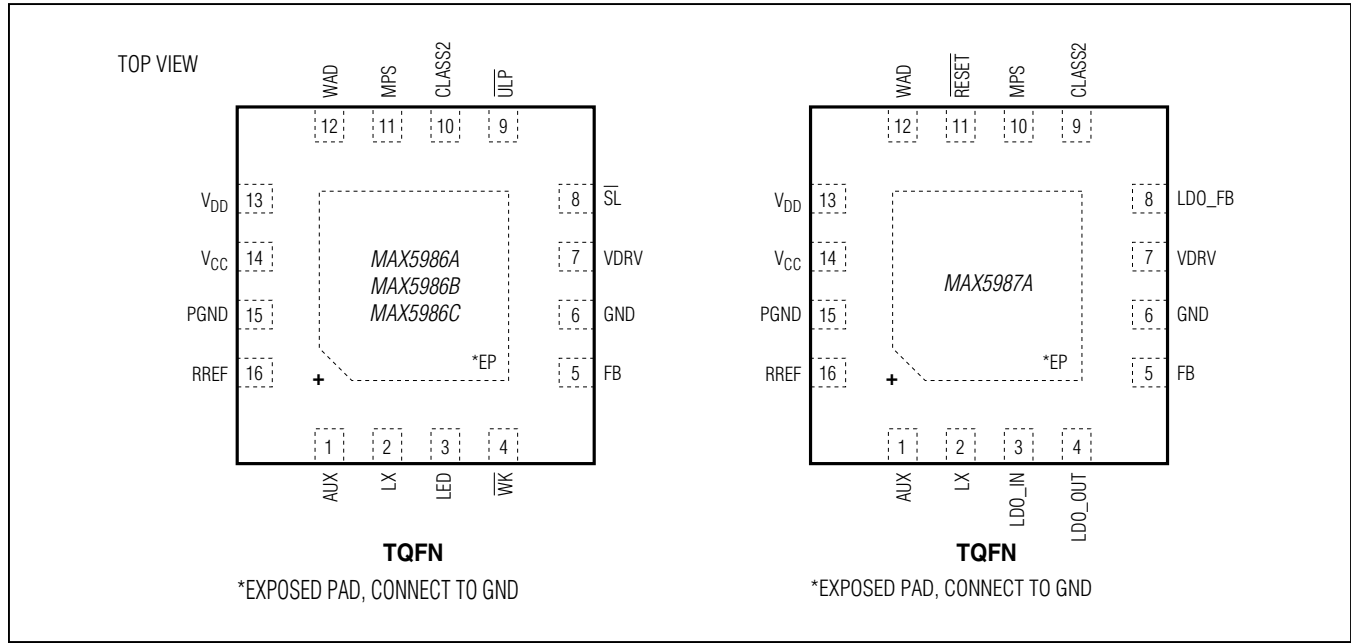 TOP VIEW
WAD
MPS
CLASS2
U̅L̅P̅
12
11
10
9
VDD 13
VCC 14
PGND 15
RREF 16
8 S̅L̅
7 VDRV
6 GND
5 FB
MAX5986A
MAX5986B
MAX5986C
*EP
+
1
2
3
4
AUX
LX
LED
W̅K̅
TQFN
*EXPOSED PAD, CONNECT TO GND
WAD
R̅E̅S̅E̅T̅
MPS
CLASS2
12
11
10
9
VDD 13
VCC 14
PGND 15
RREF 16
8 LDO_FB
7 VDRV
6 GND
5 FB
MAX5987A
*EP
+
1
2
3
4
AUX
LX
LDO_IN
LDO_OUT
TQFN
*EXPOSED PAD, CONNECT TO GND